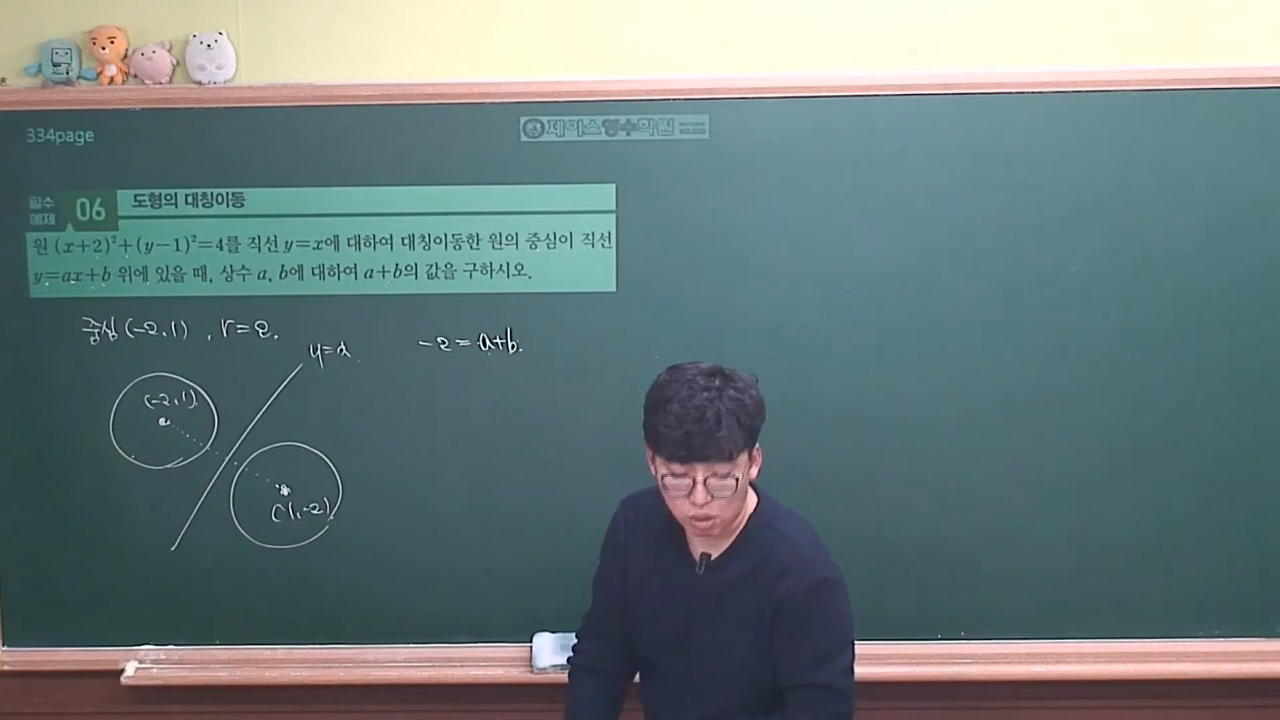 334page
제이스영수학원
필수
예제
06
도형의 대칭이동
원 (x+2)²+(y-1)²=4를 직선 y=x에 대하여 대칭이동한 원의 중심이 직선
y=ax+b 위에 있을 때, 상수 a, b에 대하여 a+b의 값을 구하시오.
중심(-2,1), r=2.
y=x
-2=a+b.
(-2,1)
(1,-2)